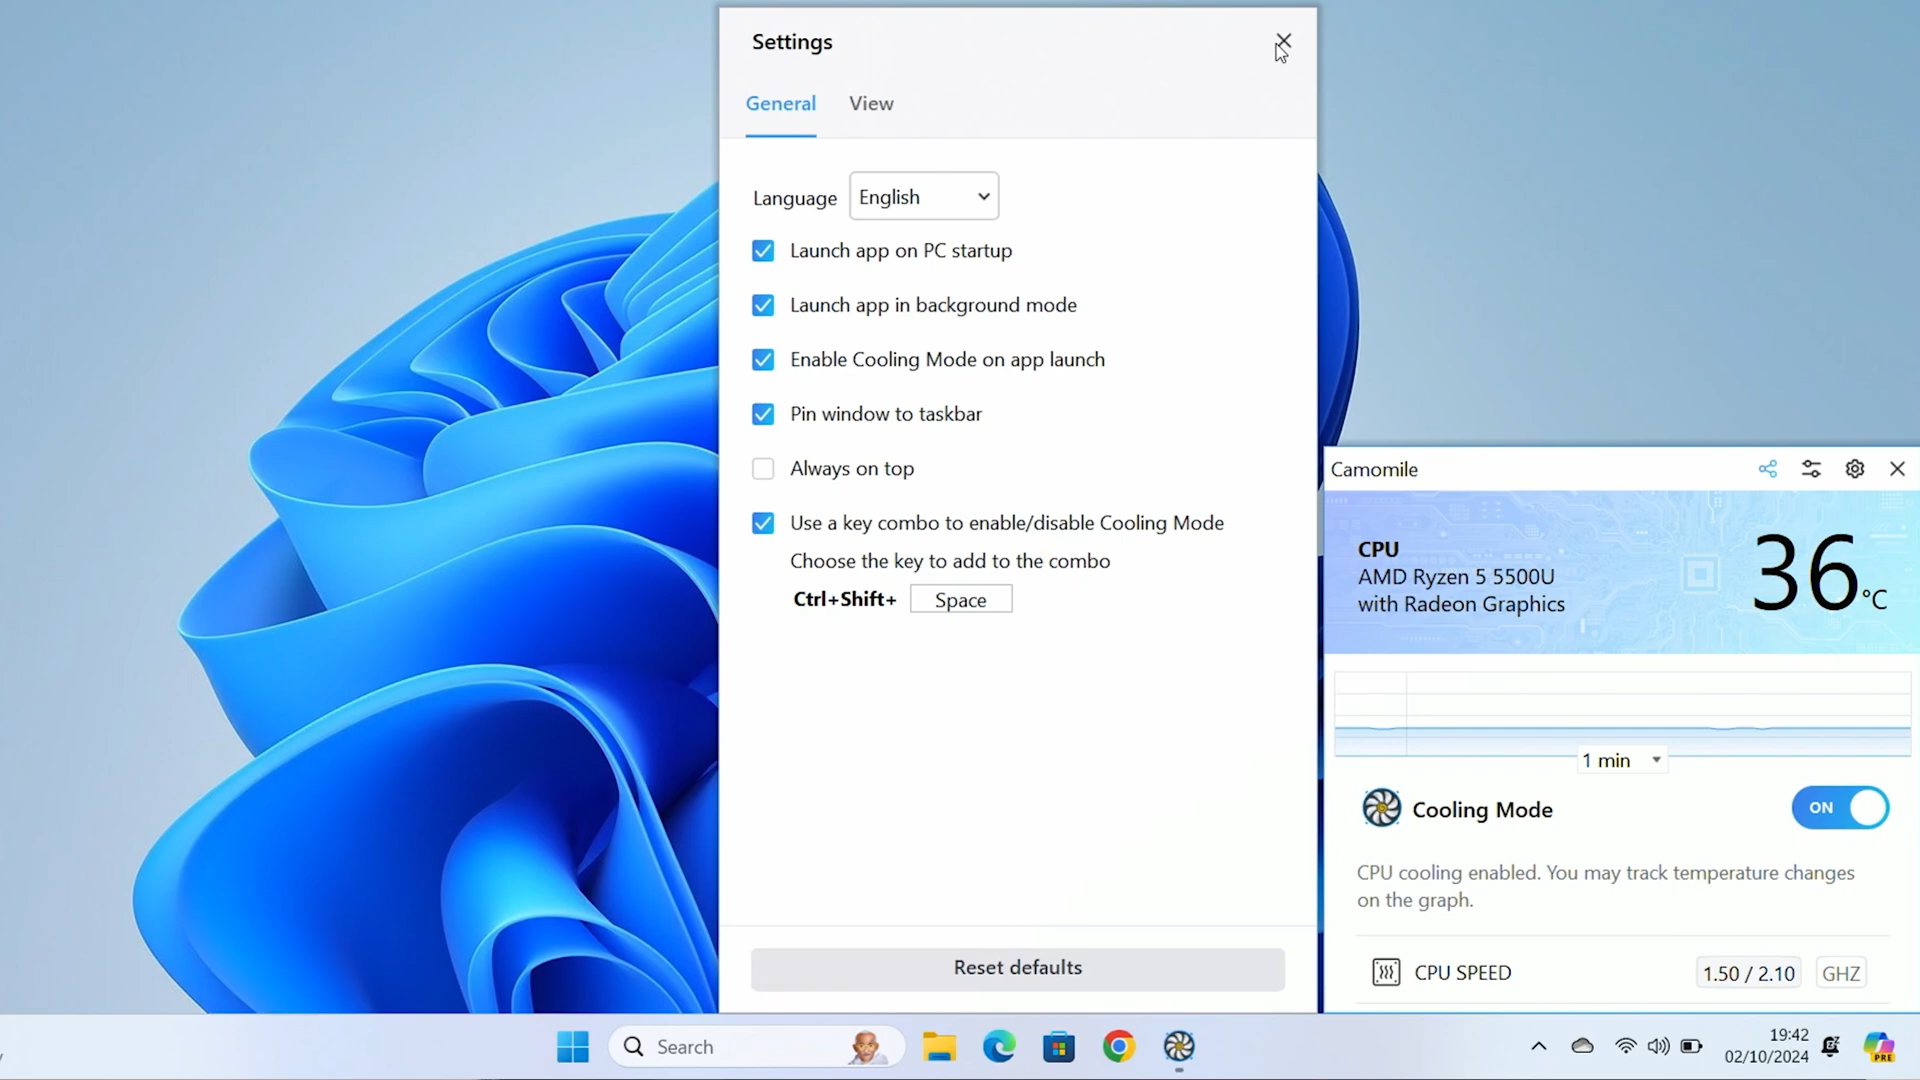 Settings
General View
Language English
Launch app on PC startup
Launch app in background mode
Enable Cooling Mode on app launch
Pin window to taskbar
Always on top
Use a key combo to enable/disable Cooling Mode
Choose the key to add to the combo
Ctrl+Shift+ Space
Reset defaults
Camomile
CPU
AMD Ryzen 5 5500U
with Radeon Graphics
36 °C
1 min
Cooling Mode ON
CPU cooling enabled. You may track temperature changes
on the graph.
CPU SPEED 1.50 / 2.10 GHZ
Search
19:42
02/10/2024
PRE